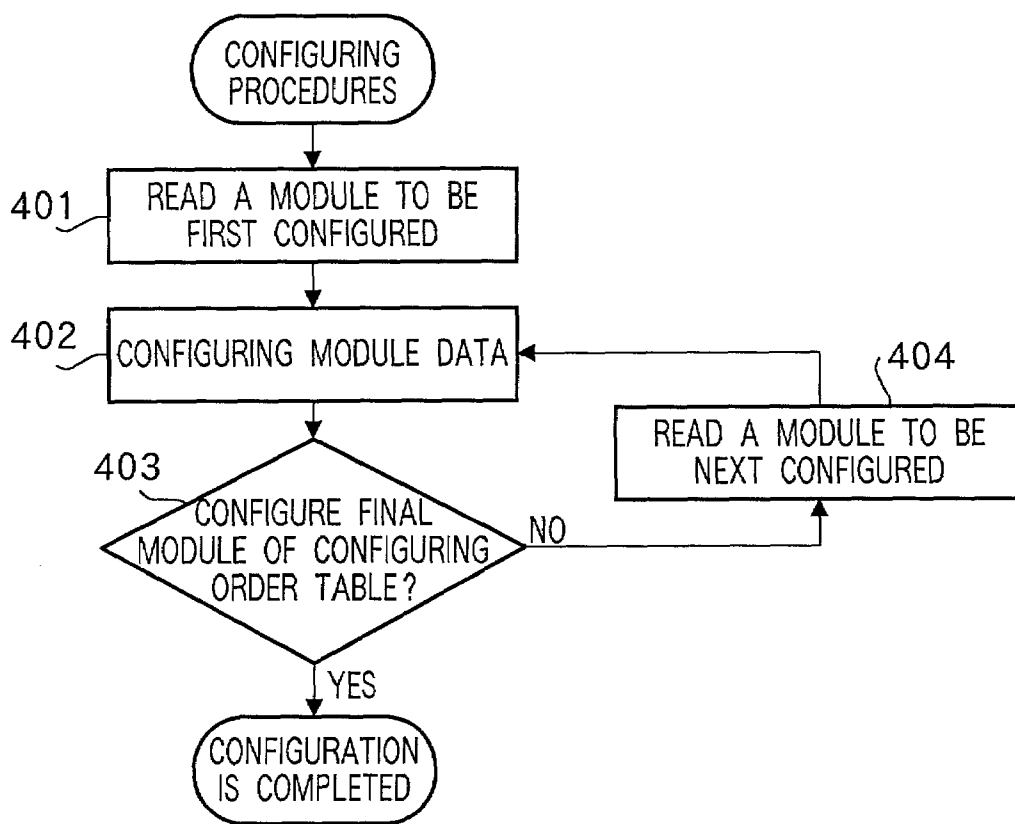 CONFIGURING
PROCEDURES
401
READ A MODULE TO BE
FIRST CONFIGURED
402
CONFIGURING MODULE DATA
404
READ A MODULE TO BE
NEXT CONFIGURED
403
CONFIGURE FINAL
MODULE OF CONFIGURING
ORDER TABLE?
NO
YES
CONFIGURATION
IS COMPLETED